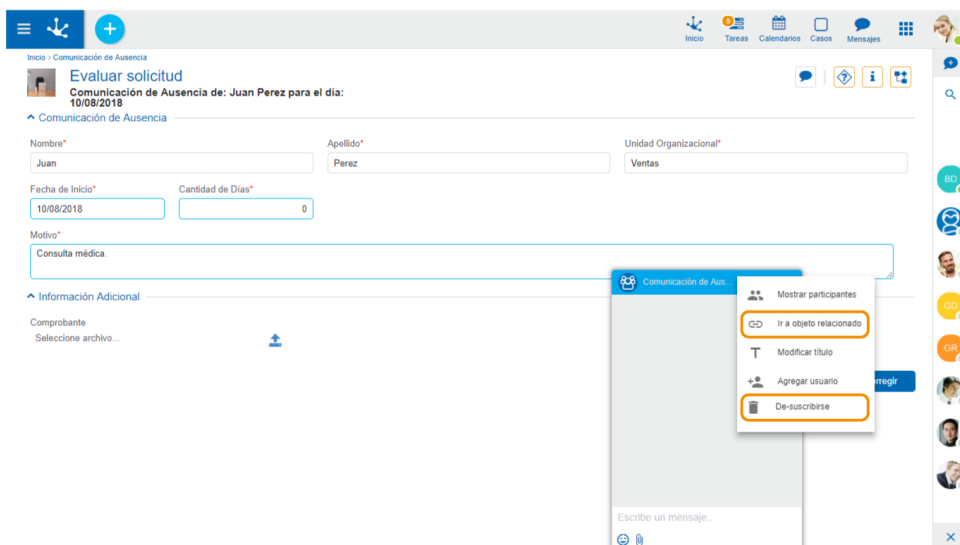 Inicio
5
Tareas
Calendarios
Casos
Mensajes
Inicio › Comunicación de Ausencia
Evaluar solicitud
Comunicación de Ausencia de: Juan Perez para el día:
10/08/2018
Comunicación de Ausencia
Nombre*
Apellido*
Unidad Organizacional*
Juan
Perez
Ventas
Fecha de Inicio*
Cantidad de Días*
10/08/2018
0
Motivo*
Consulta médica.
Información Adicional
Comprobante
Seleccione archivo...
Comunicación de Aus...
Mostrar participantes
Ir a objeto relacionado
Modificar título
Agregar usuario
De-suscribirse
Escribe un mensaje..
BD
GD
GR